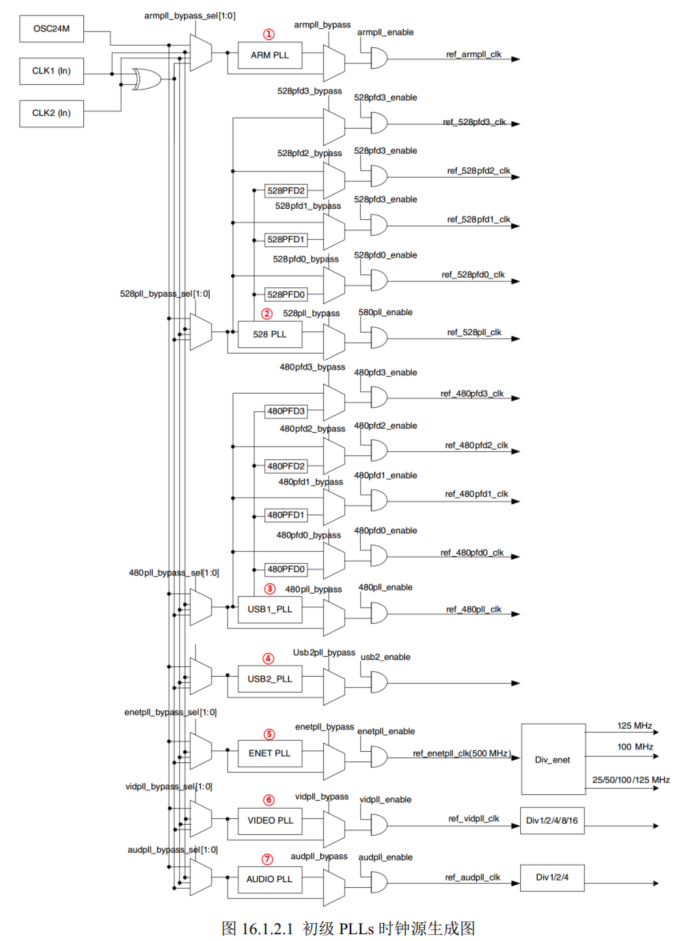 armpll_bypass_sel[1:0]
OSC24M
CLK1 (In)
CLK2 (In)
①
armpll_bypass
armpll_enable
ARM PLL
ref_armpll_clk
528pfd3_bypass
528pfd3_enable
ref_528pfd3_clk
528pfd2_bypass
528pfd3_enable
528PFD2
ref_528pfd2_clk
528pfd1_bypass
528pfd3_enable
528PFD1
ref_528pfd1_clk
528pfd0_bypass
528pfd0_enable
528PFD0
ref_528pfd0_clk
528pll_bypass_sel[1:0]
②
528pll_bypass
580pll_enable
528 PLL
ref_528pll_clk
480pfd3_bypass
480pfd3_enable
480PFD3
ref_480pfd3_clk
480pfd2_bypass
480pfd2_enable
480PFD2
ref_480pfd2_clk
480pfd1_bypass
480pfd1_enable
480PFD1
ref_480pfd1_clk
480pfd0_bypass
480pfd0_enable
480PFD0
ref_480pfd0_clk
480pll_bypass_sel[1:0]
③
480pll_bypass
480pll_enable
USB1_PLL
ref_480pll_clk
④
Usb2pll_bypass
usb2_enable
USB2_PLL
enetpll_bypass_sel[1:0]
⑤
enetpll_bypass
enetpll_enable
ENET PLL
ref_enetpll_clk(500 MHz)
Div_enet
125 MHz
100 MHz
25/50/100/125 MHz
vidpll_bypass_sel[1:0]
⑥
vidpll_bypass
vidpll_enable
VIDEO PLL
ref_vidpll_clk
Div1/2/4/8/16
audpll_bypass_sel[1:0]
⑦
audpll_bypass
audpll_enable
AUDIO PLL
ref_audpll_clk
Div1/2/4
图 16.1.2.1 初级 PLLs 时钟源生成图